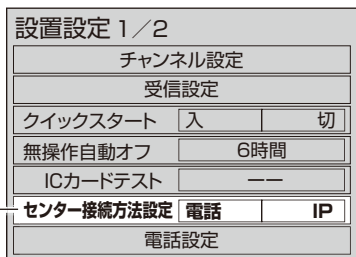 設置設定 1／2
チャンネル設定
受信設定
クイックスタート 入 切
無操作自動オフ 6時間
ICカードテスト ーー
センター接続方法設定 電話 IP
電話設定